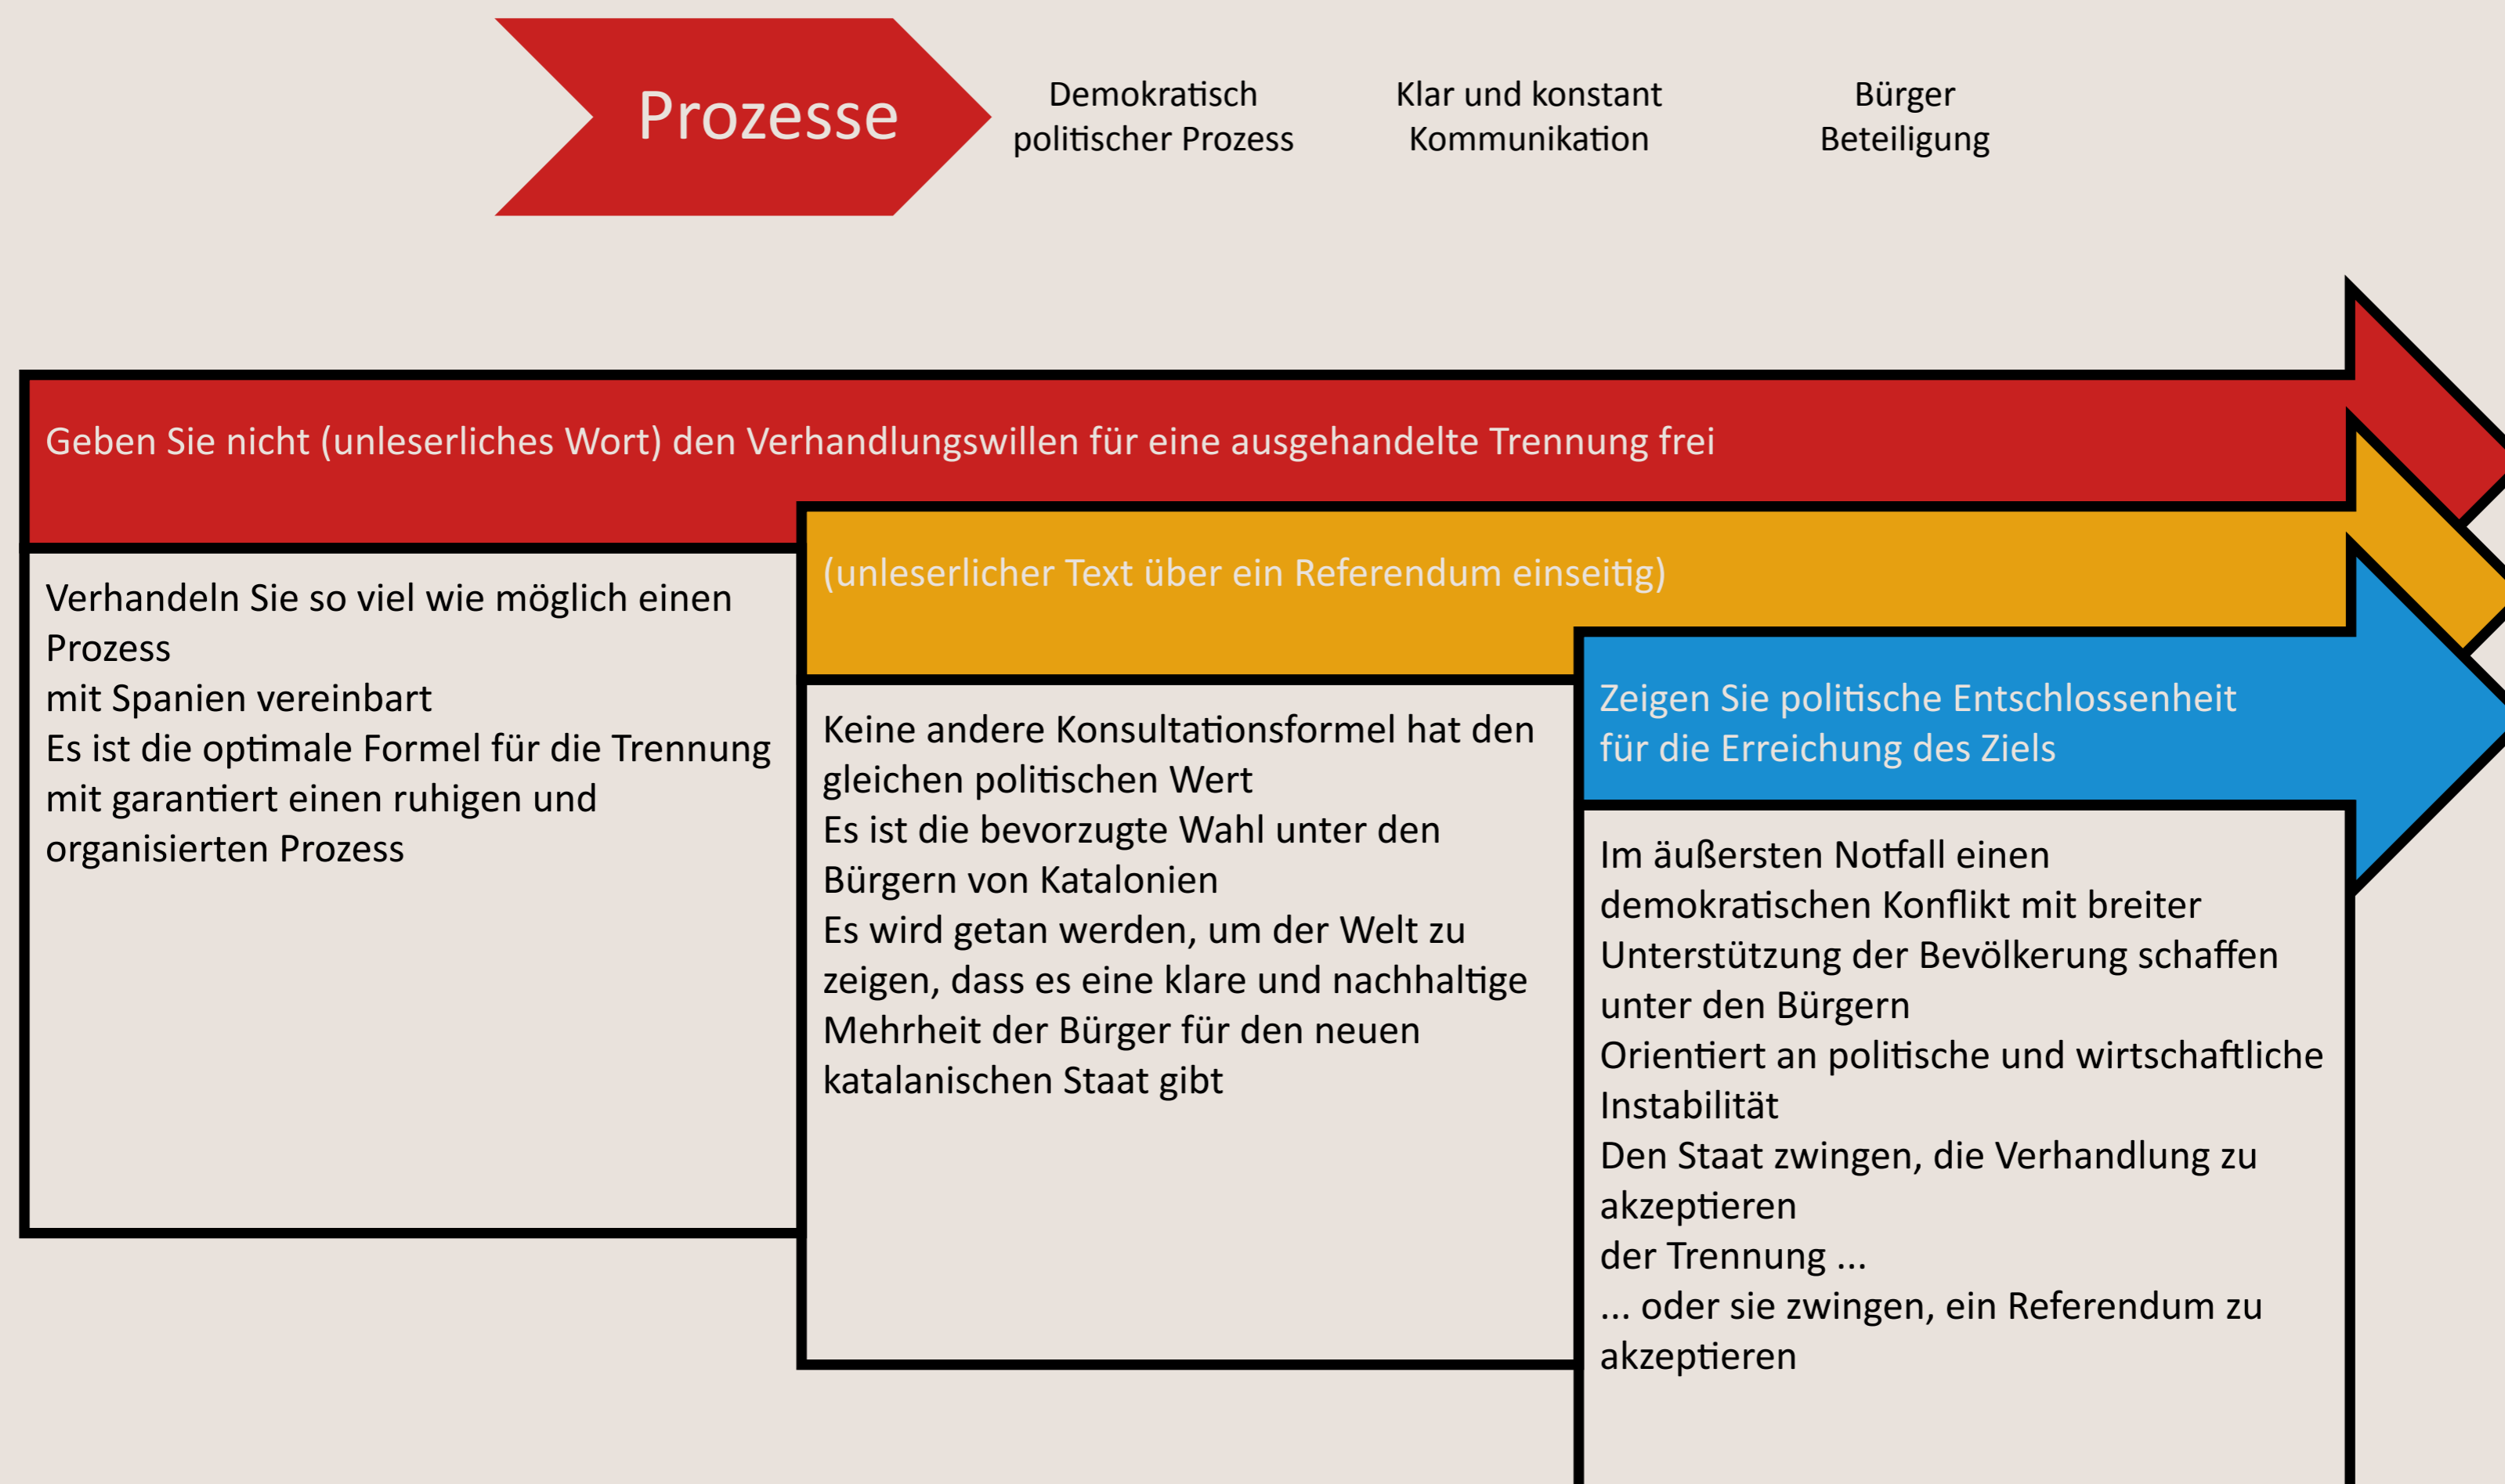 Prozesse
Demokratisch
politischer Prozess
Klar und konstant
Kommunikation
Bürger
Beteiligung
Geben Sie nicht (unleserliches Wort) den Verhandlungswillen für eine ausgehandelte Trennung frei
Verhandeln Sie so viel wie möglich einen
Prozess
mit Spanien vereinbart
Es ist die optimale Formel für die Trennung
mit garantiert einen ruhigen und
organisierten Prozess
(unleserlicher Text über ein Referendum einseitig)
Keine andere Konsultationsformel hat den
gleichen politischen Wert
Es ist die bevorzugte Wahl unter den
Bürgern von Katalonien
Es wird getan werden, um der Welt zu
zeigen, dass es eine klare und nachhaltige
Mehrheit der Bürger für den neuen
katalanischen Staat gibt
Zeigen Sie politische Entschlossenheit
für die Erreichung des Ziels
Im äußersten Notfall einen
demokratischen Konflikt mit breiter
Unterstützung der Bevölkerung schaffen
unter den Bürgern
Orientiert an politische und wirtschaftliche
Instabilität
Den Staat zwingen, die Verhandlung zu
akzeptieren
der Trennung ...
... oder sie zwingen, ein Referendum zu
akzeptieren